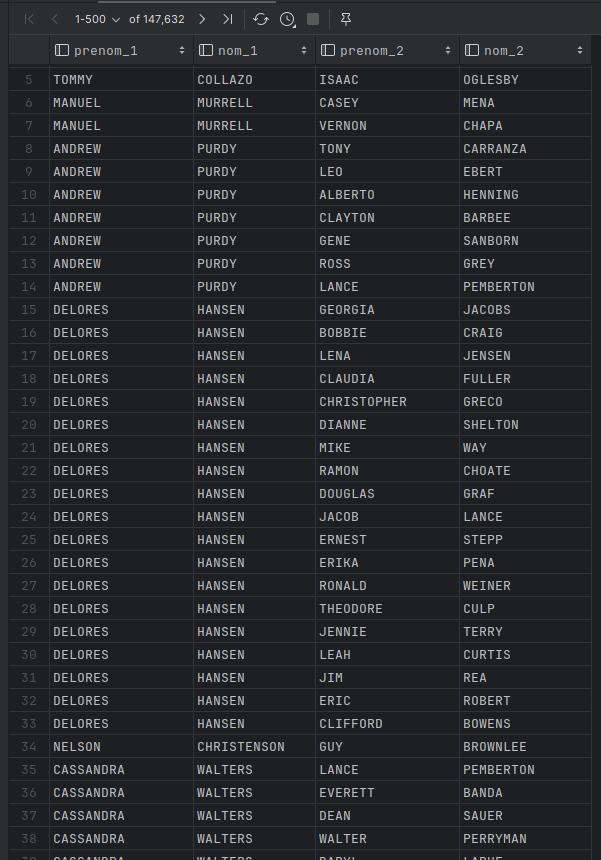 1-500 of 147,632
prenom_1 nom_1 prenom_2 nom_2
5 TOMMY COLLAZO ISAAC OGLESBY
6 MANUEL MURRELL CASEY MENA
7 MANUEL MURRELL VERNON CHAPA
8 ANDREW PURDY TONY CARRANZA
9 ANDREW PURDY LEO EBERT
10 ANDREW PURDY ALBERTO HENNING
11 ANDREW PURDY CLAYTON BARBEE
12 ANDREW PURDY GENE SANBORN
13 ANDREW PURDY ROSS GREY
14 ANDREW PURDY LANCE PEMBERTON
15 DELORES HANSEN GEORGIA JACOBS
16 DELORES HANSEN BOBBIE CRAIG
17 DELORES HANSEN LENA JENSEN
18 DELORES HANSEN CLAUDIA FULLER
19 DELORES HANSEN CHRISTOPHER GRECO
20 DELORES HANSEN DIANNE SHELTON
21 DELORES HANSEN MIKE WAY
22 DELORES HANSEN RAMON CHOATE
23 DELORES HANSEN DOUGLAS GRAF
24 DELORES HANSEN JACOB LANCE
25 DELORES HANSEN ERNEST STEPP
26 DELORES HANSEN ERIKA PENA
27 DELORES HANSEN RONALD WEINER
28 DELORES HANSEN THEODORE CULP
29 DELORES HANSEN JENNIE TERRY
30 DELORES HANSEN LEAH CURTIS
31 DELORES HANSEN JIM REA
32 DELORES HANSEN ERIC ROBERT
33 DELORES HANSEN CLIFFORD BOWENS
34 NELSON CHRISTENSON GUY BROWNLEE
35 CASSANDRA WALTERS LANCE PEMBERTON
36 CASSANDRA WALTERS EVERETT BANDA
37 CASSANDRA WALTERS DEAN SAUER
38 CASSANDRA WALTERS WALTER PERRYMAN
39 CASSANDRA WALTERS